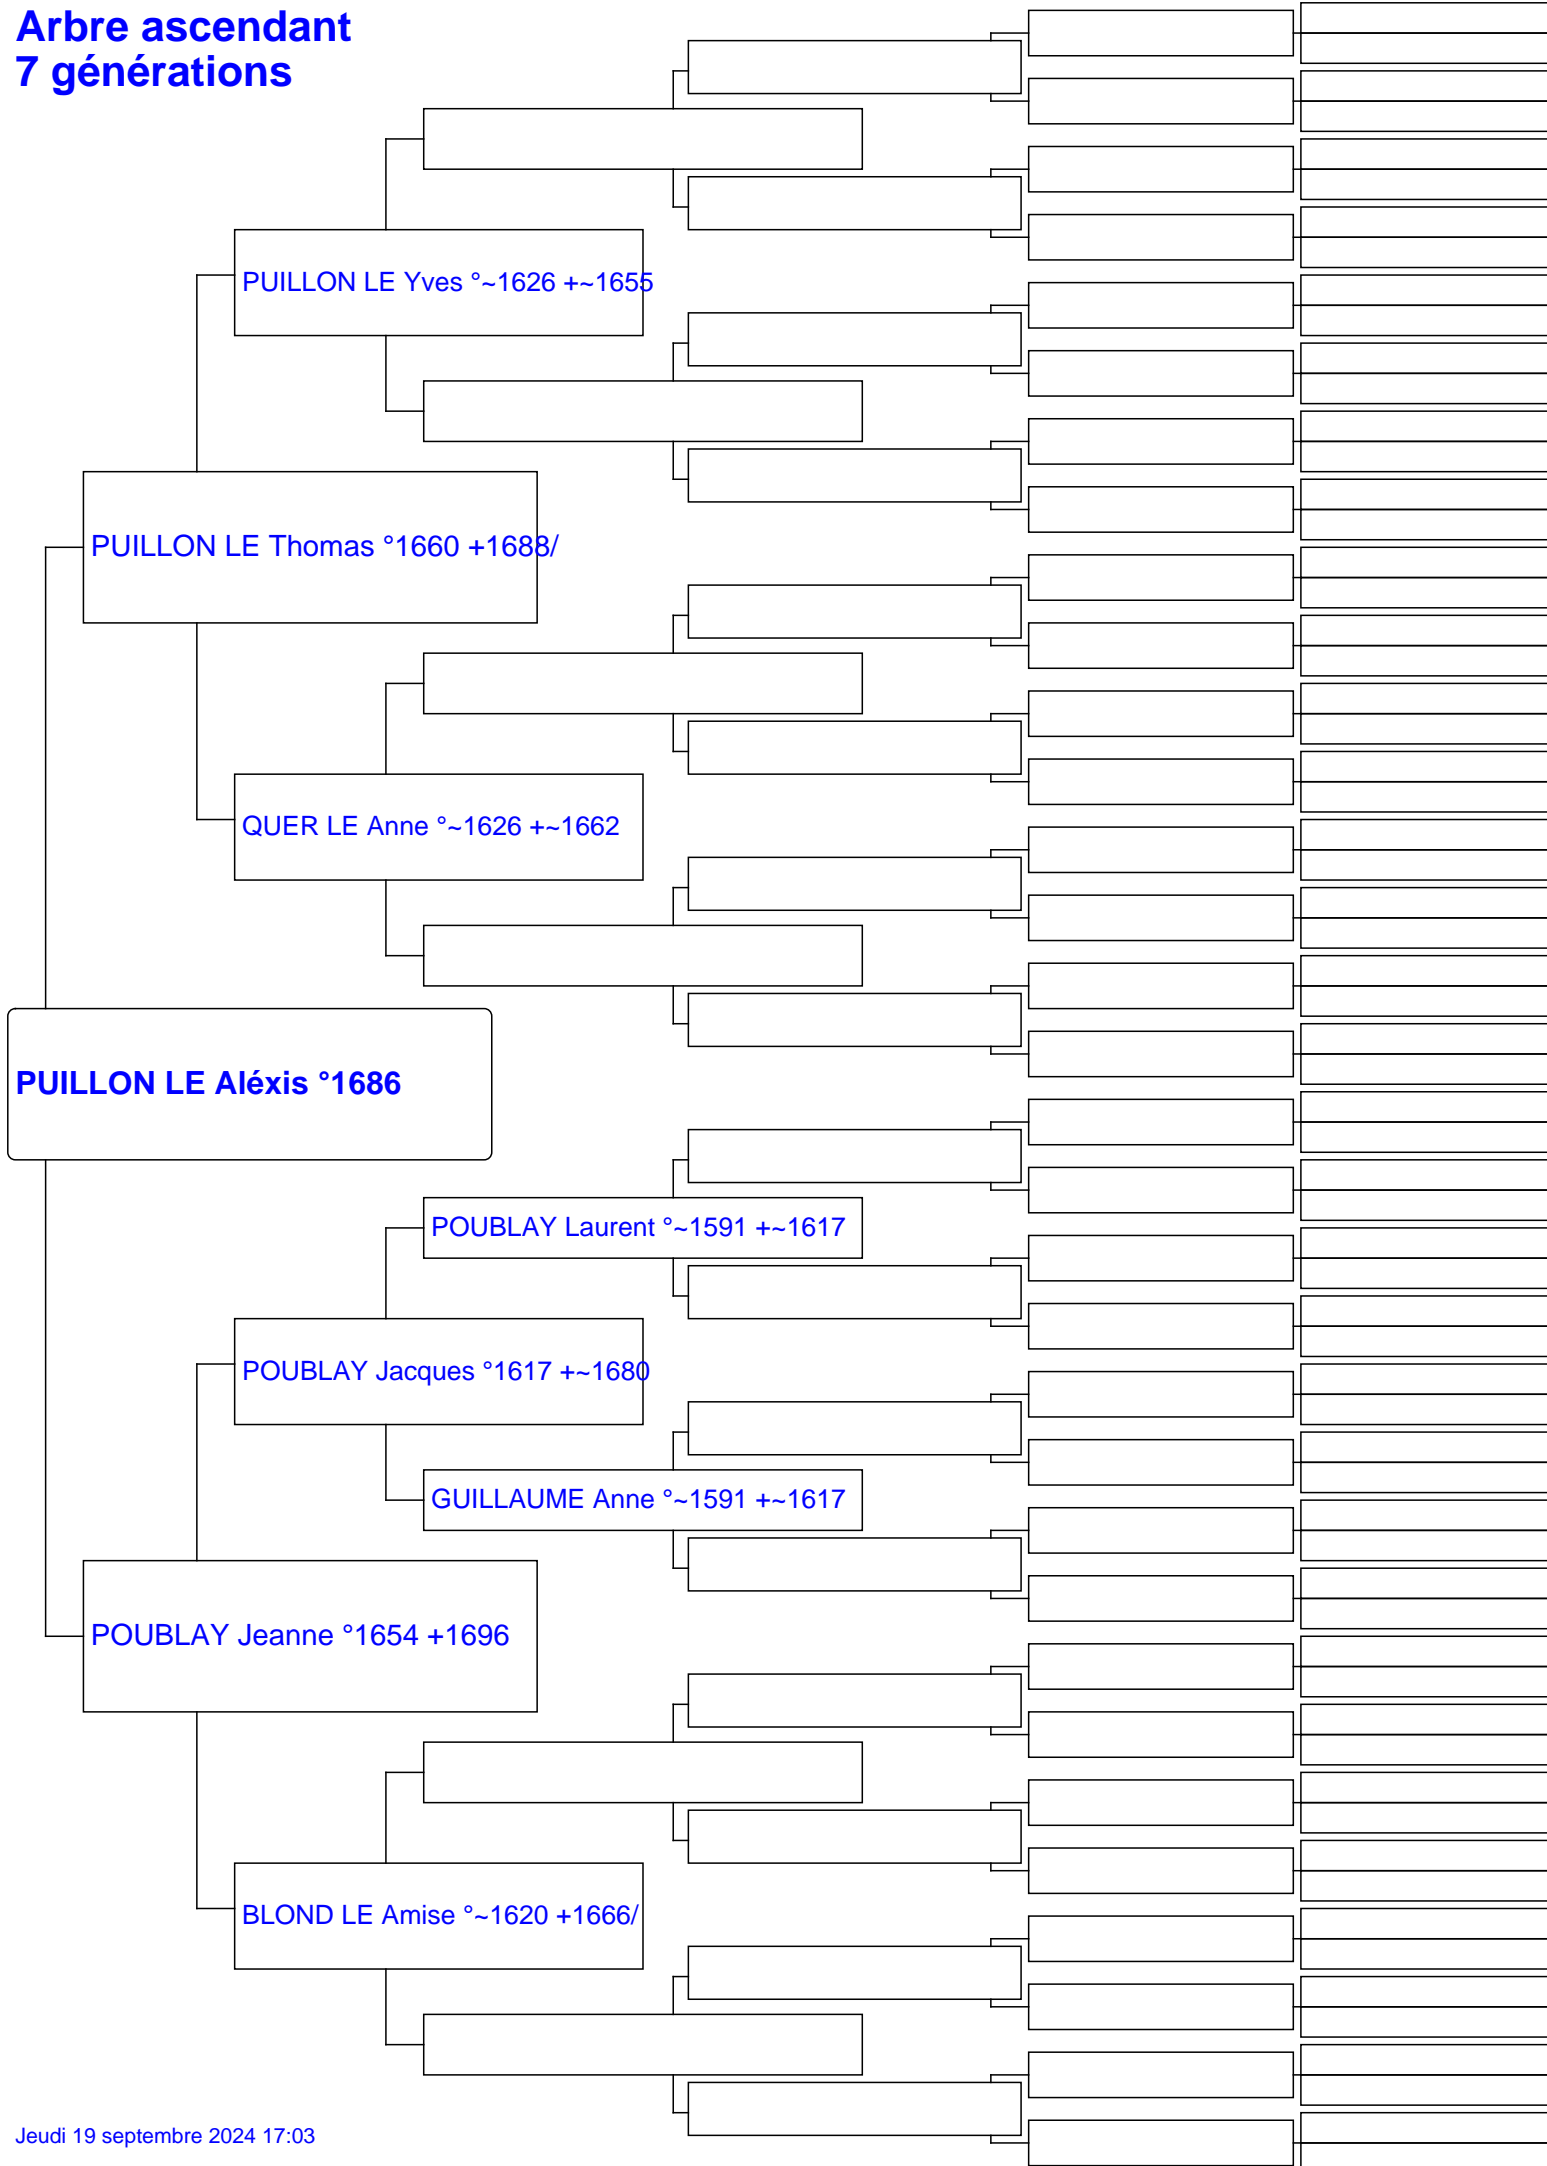 Arbre ascendant
7 générations
PUILLON LE Yves °~1626 +~1655
PUILLON LE Thomas °1660 +1688/
QUER LE Anne °~1626 +~1662
PUILLON LE Aléxis °1686
POUBLAY Laurent °~1591 +~1617
POUBLAY Jacques °1617 +~1680
GUILLAUME Anne °~1591 +~1617
POUBLAY Jeanne °1654 +1696
BLOND LE Amise °~1620 +1666/
Jeudi 19 septembre 2024 17:03